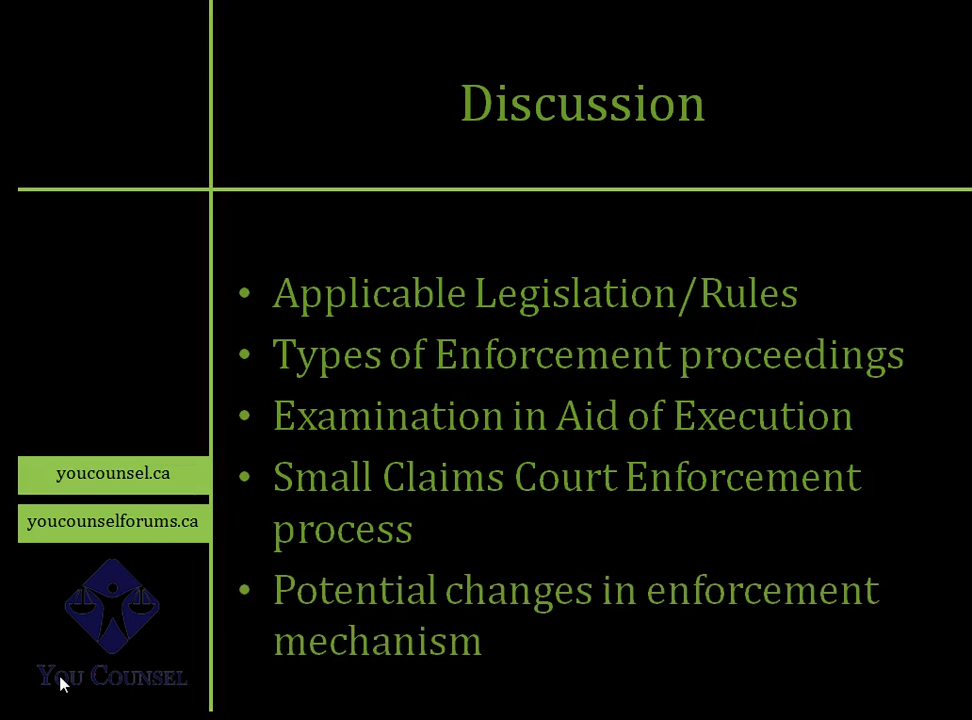 Discussion
• Applicable Legislation/Rules
• Types of Enforcement proceedings
• Examination in Aid of Execution
• Small Claims Court Enforcement
process
• Potential changes in enforcement
mechanism
youcounsel.ca
youcounselforums.ca
YOU COUNSEL